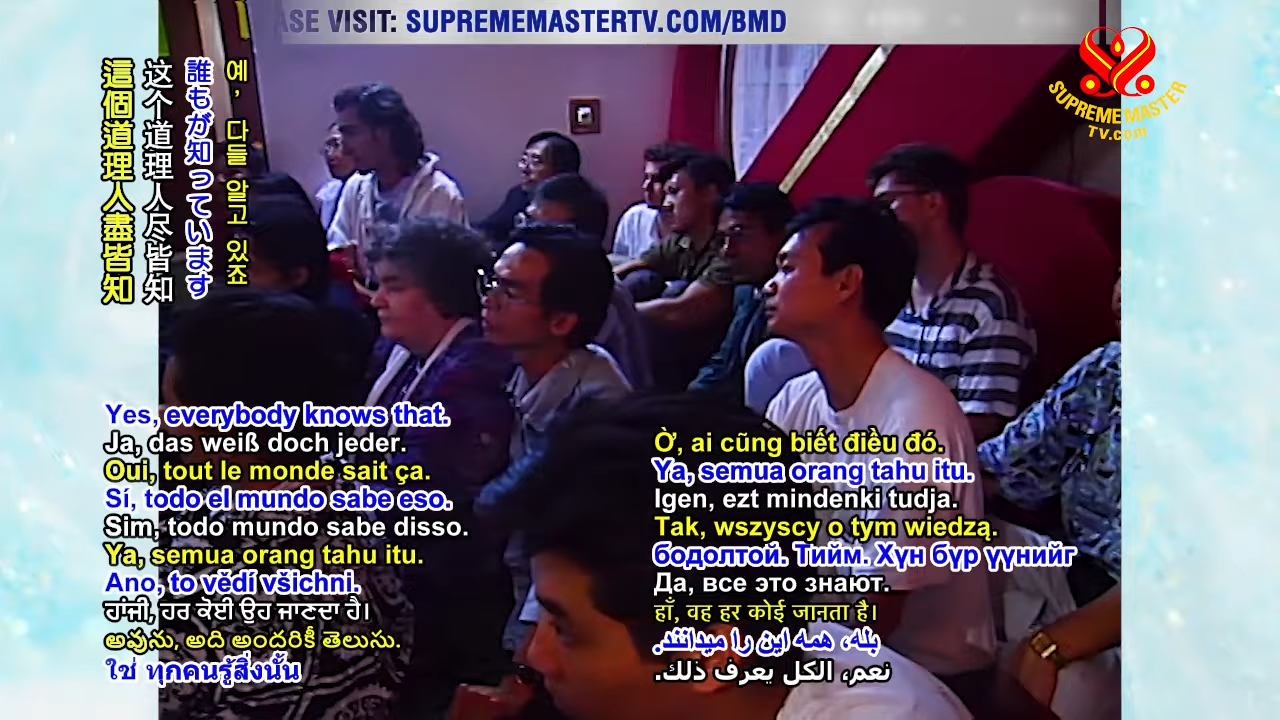 ASE VISIT: SUPREMEMASTERTV.COM/BMD
SUPREME MASTER
TV.com
예, 다들 알고 있죠
誰もが知っています
这个道理人尽皆知
這個道理人盡皆知
Yes, everybody knows that.
Ja, das weiß doch jeder.
Oui, tout le monde sait ça.
Sí, todo el mundo sabe eso.
Sim, todo mundo sabe disso.
Ya, semua orang tahu itu.
Ano, to vědí všichni.
ਹਾਂਜੀ, ਹਰ ਕੋਈ ਉਹ ਜਾਣਦਾ ਹੈ।
అవును, అది అందరికీ తెలుసు.
ใช่ ทุกคนรู้สิ่งนั้น
Ờ, ai cũng biết điều đó.
Ya, semua orang tahu itu.
Igen, ezt mindenki tudja.
Tak, wszyscy o tym wiedzą.
бодолтой. Тийм. Хүн бүр үүнийг
Да, все это знают.
हाँ, वह हर कोई जानता है।
بله، همه این را میدانند.
نعم، الكل يعرف ذلك.